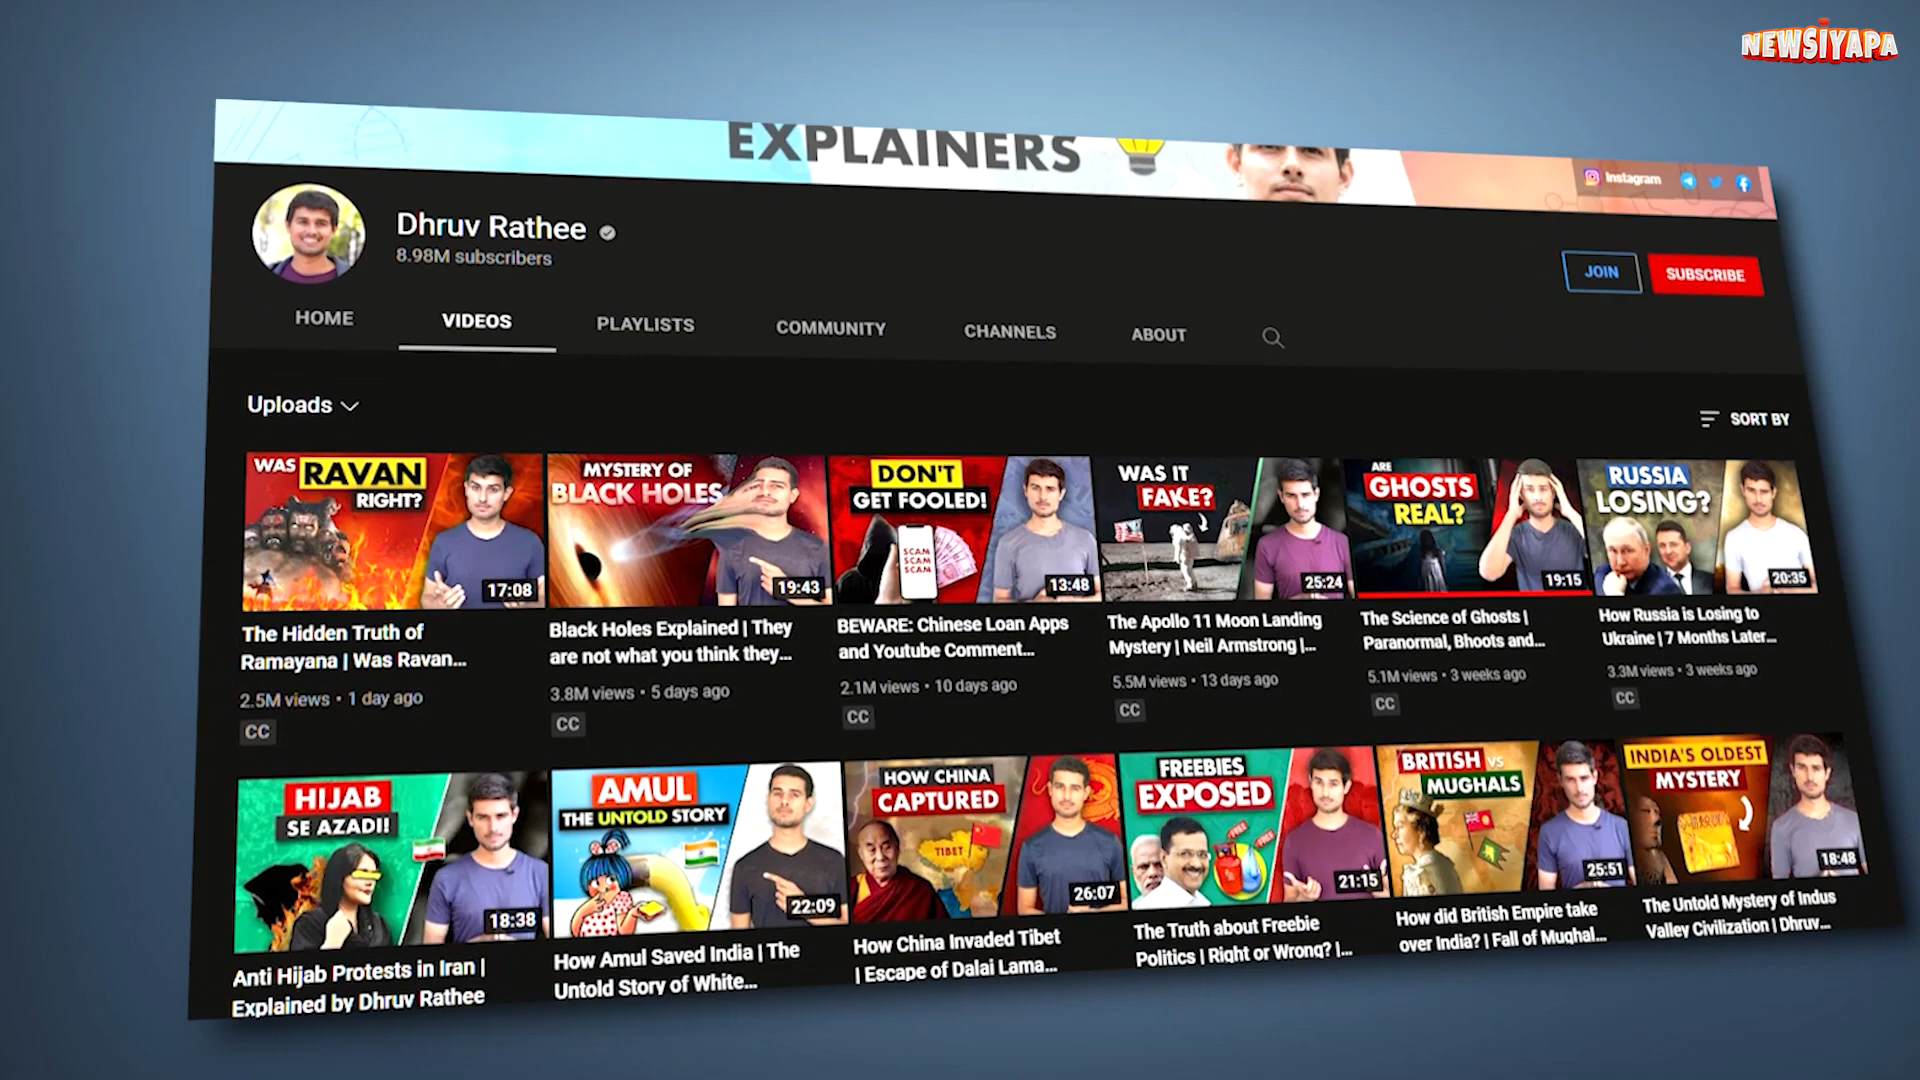 NEWSIYAPA
EXPLAINERS
Instagram
Dhruv Rathee
8.98M subscribers
JOIN
SUBSCRIBE
HOME
VIDEOS
PLAYLISTS
COMMUNITY
CHANNELS
ABOUT
Uploads
SORT BY
WAS RAVAN
RIGHT?
17:08
MYSTERY OF
BLACK HOLES
19:43
DON'T
GET FOOLED!
SCAM
SCAM
SCAM
13:48
WAS IT
FAKE?
25:24
ARE
GHOSTS
REAL?
19:15
RUSSIA
LOSING?
20:35
The Hidden Truth of
Ramayana | Was Ravan...
2.5M views • 1 day ago
CC
Black Holes Explained | They
are not what you think they...
3.8M views • 5 days ago
CC
BEWARE: Chinese Loan Apps
and Youtube Comment...
2.1M views • 10 days ago
CC
The Apollo 11 Moon Landing
Mystery | Neil Armstrong |...
5.5M views • 13 days ago
CC
The Science of Ghosts |
Paranormal, Bhoots and...
5.1M views • 3 weeks ago
CC
How Russia is Losing to
Ukraine | 7 Months Later...
3.3M views • 3 weeks ago
CC
HIJAB
SE AZADI!
18:38
AMUL
THE UNTOLD STORY
22:09
HOW CHINA
CAPTURED
TIBET
26:07
FREEBIES
EXPOSED
FREE
FREE
21:15
BRITISH VS
MUGHALS
25:51
INDIA'S OLDEST
MYSTERY
18:48
Anti Hijab Protests in Iran |
Explained by Dhruv Rathee
How Amul Saved India | The
Untold Story of White...
How China Invaded Tibet
| Escape of Dalai Lama...
The Truth about Freebie
Politics | Right or Wrong? |...
How did British Empire take
over India? | Fall of Mughal...
The Untold Mystery of Indus
Valley Civilization | Dhruv...